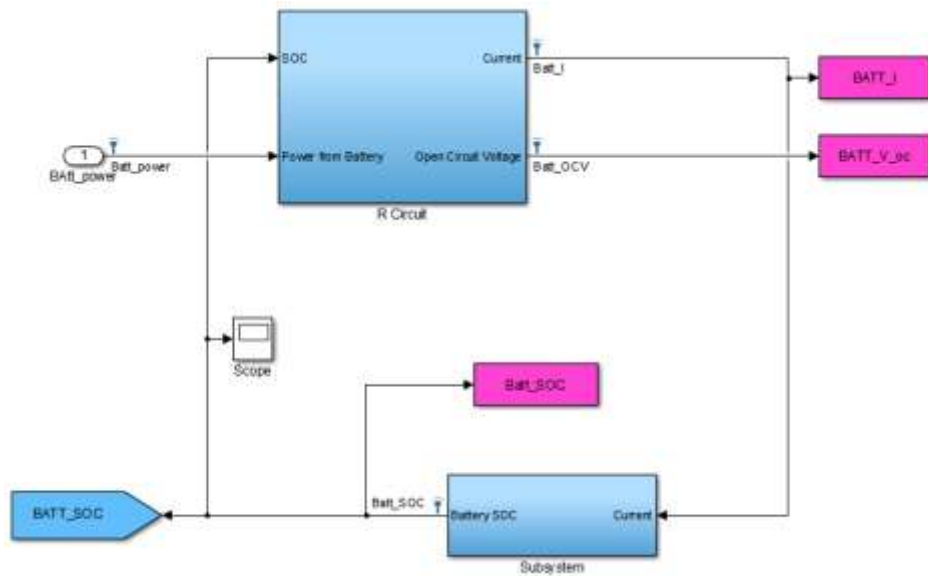 SOC
Current
Batt_I
BATT_I
1
BAtt_power
Batt_power
Power from Battery
Open Circuit Voltage
Batt_OCV
BATT_V_oc
R Circuit
Scope
Batt_SOC
BATT_SOC
Batt_SOC
Battery SOC
Current
Subsystem